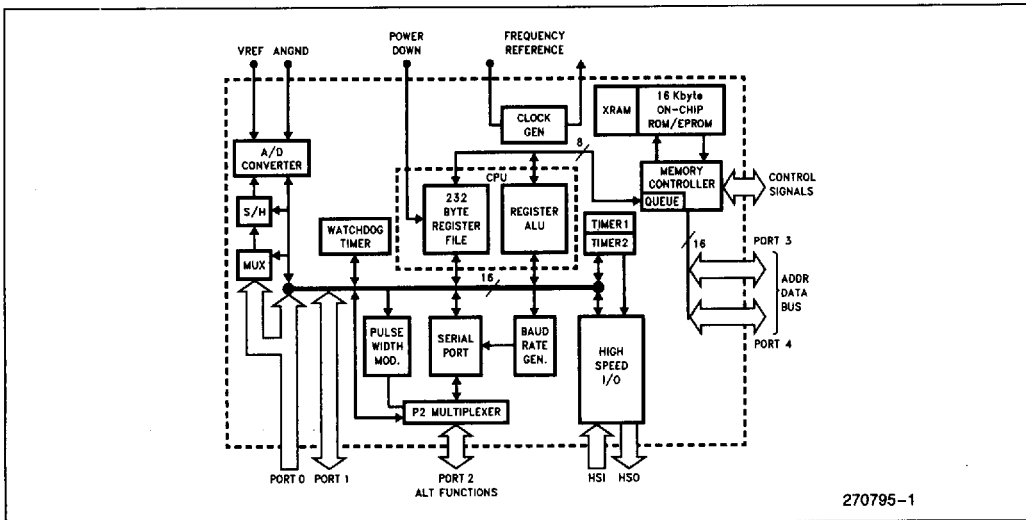 VREF ANGND
POWER
DOWN
FREQUENCY
REFERENCE
CLOCK
GEN
XRAM
16 Kbyte
ON-CHIP
ROM/EPROM
A/D
CONVERTER
8
CPU
MEMORY
CONTROLLER
QUEUE
CONTROL
SIGNALS
S/H
232
BYTE
REGISTER
FILE
REGISTER
ALU
WATCHDOG
TIMER
TIMER1
TIMER2
MUX
16
16
PORT 3
ADDR
DATA
BUS
PORT 4
PULSE
WIDTH
MOD.
SERIAL
PORT
BAUD
RATE
GEN.
HIGH
SPEED
I/O
P2 MULTIPLEXER
PORT 0 PORT 1
PORT 2
ALT FUNCTIONS
HSI HSO
270795-1